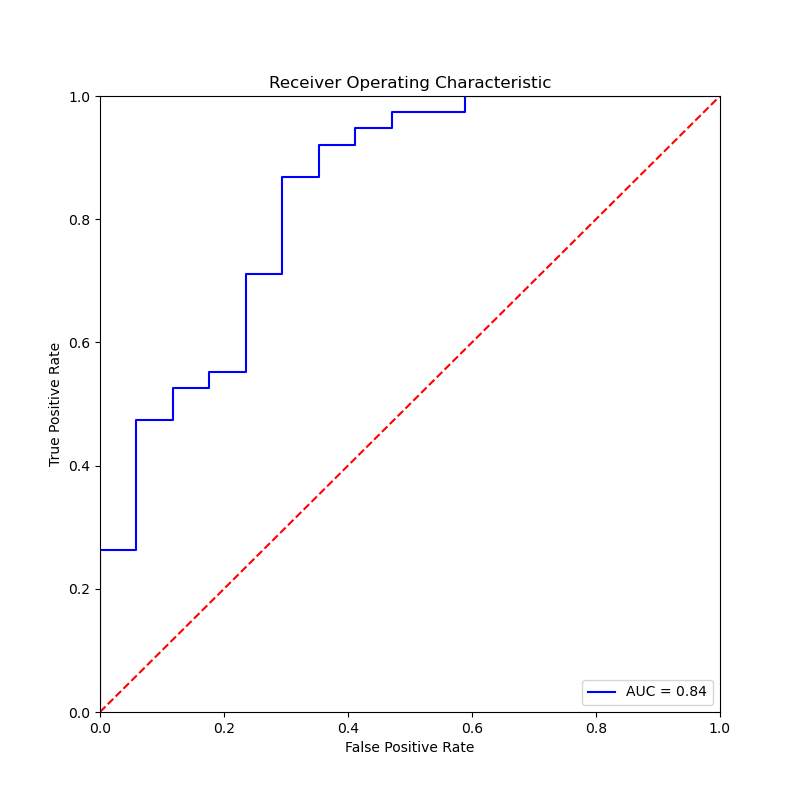 Receiver Operating Characteristic
1.0
0.8
0.6
0.4
0.2
0.0
True Positive Rate
AUC = 0.84
0.0 0.2 0.4 0.6 0.8 1.0
False Positive Rate